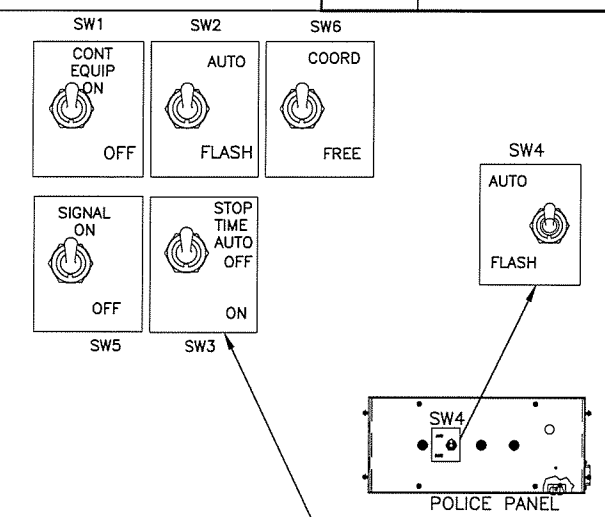 SW1
SW2
SW6
CONT
EQUIP
ON
OFF
AUTO
FLASH
COORD
FREE
SIGNAL
ON
OFF
SW5
STOP
TIME
AUTO
OFF
ON
SW3
SW4
AUTO
FLASH
SW4
POLICE PANEL